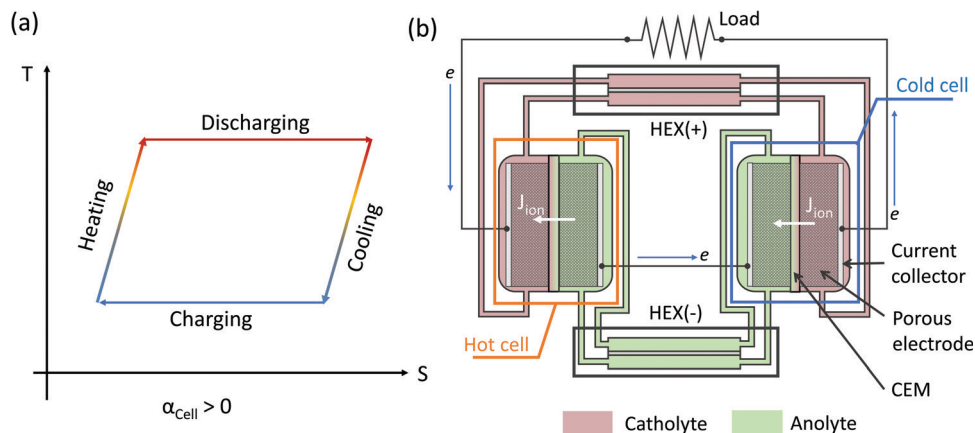 (a)
T
Discharging
Heating
Cooling
Charging
S
α_Cell > 0
(b)
Load
e
HEX(+)
Cold cell
J_ion
J_ion
e
e
Current
collector
HEX(-)
Hot cell
Porous
electrode
CEM
Catholyte
Anolyte